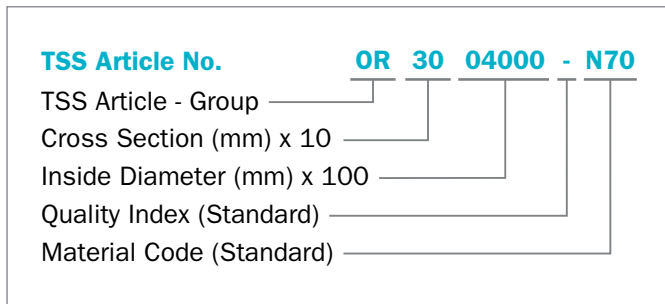 TSS Article No. OR 30 04000 - N70
TSS Article - Group
Cross Section (mm) x 10
Inside Diameter (mm) x 100
Quality Index (Standard)
Material Code (Standard)